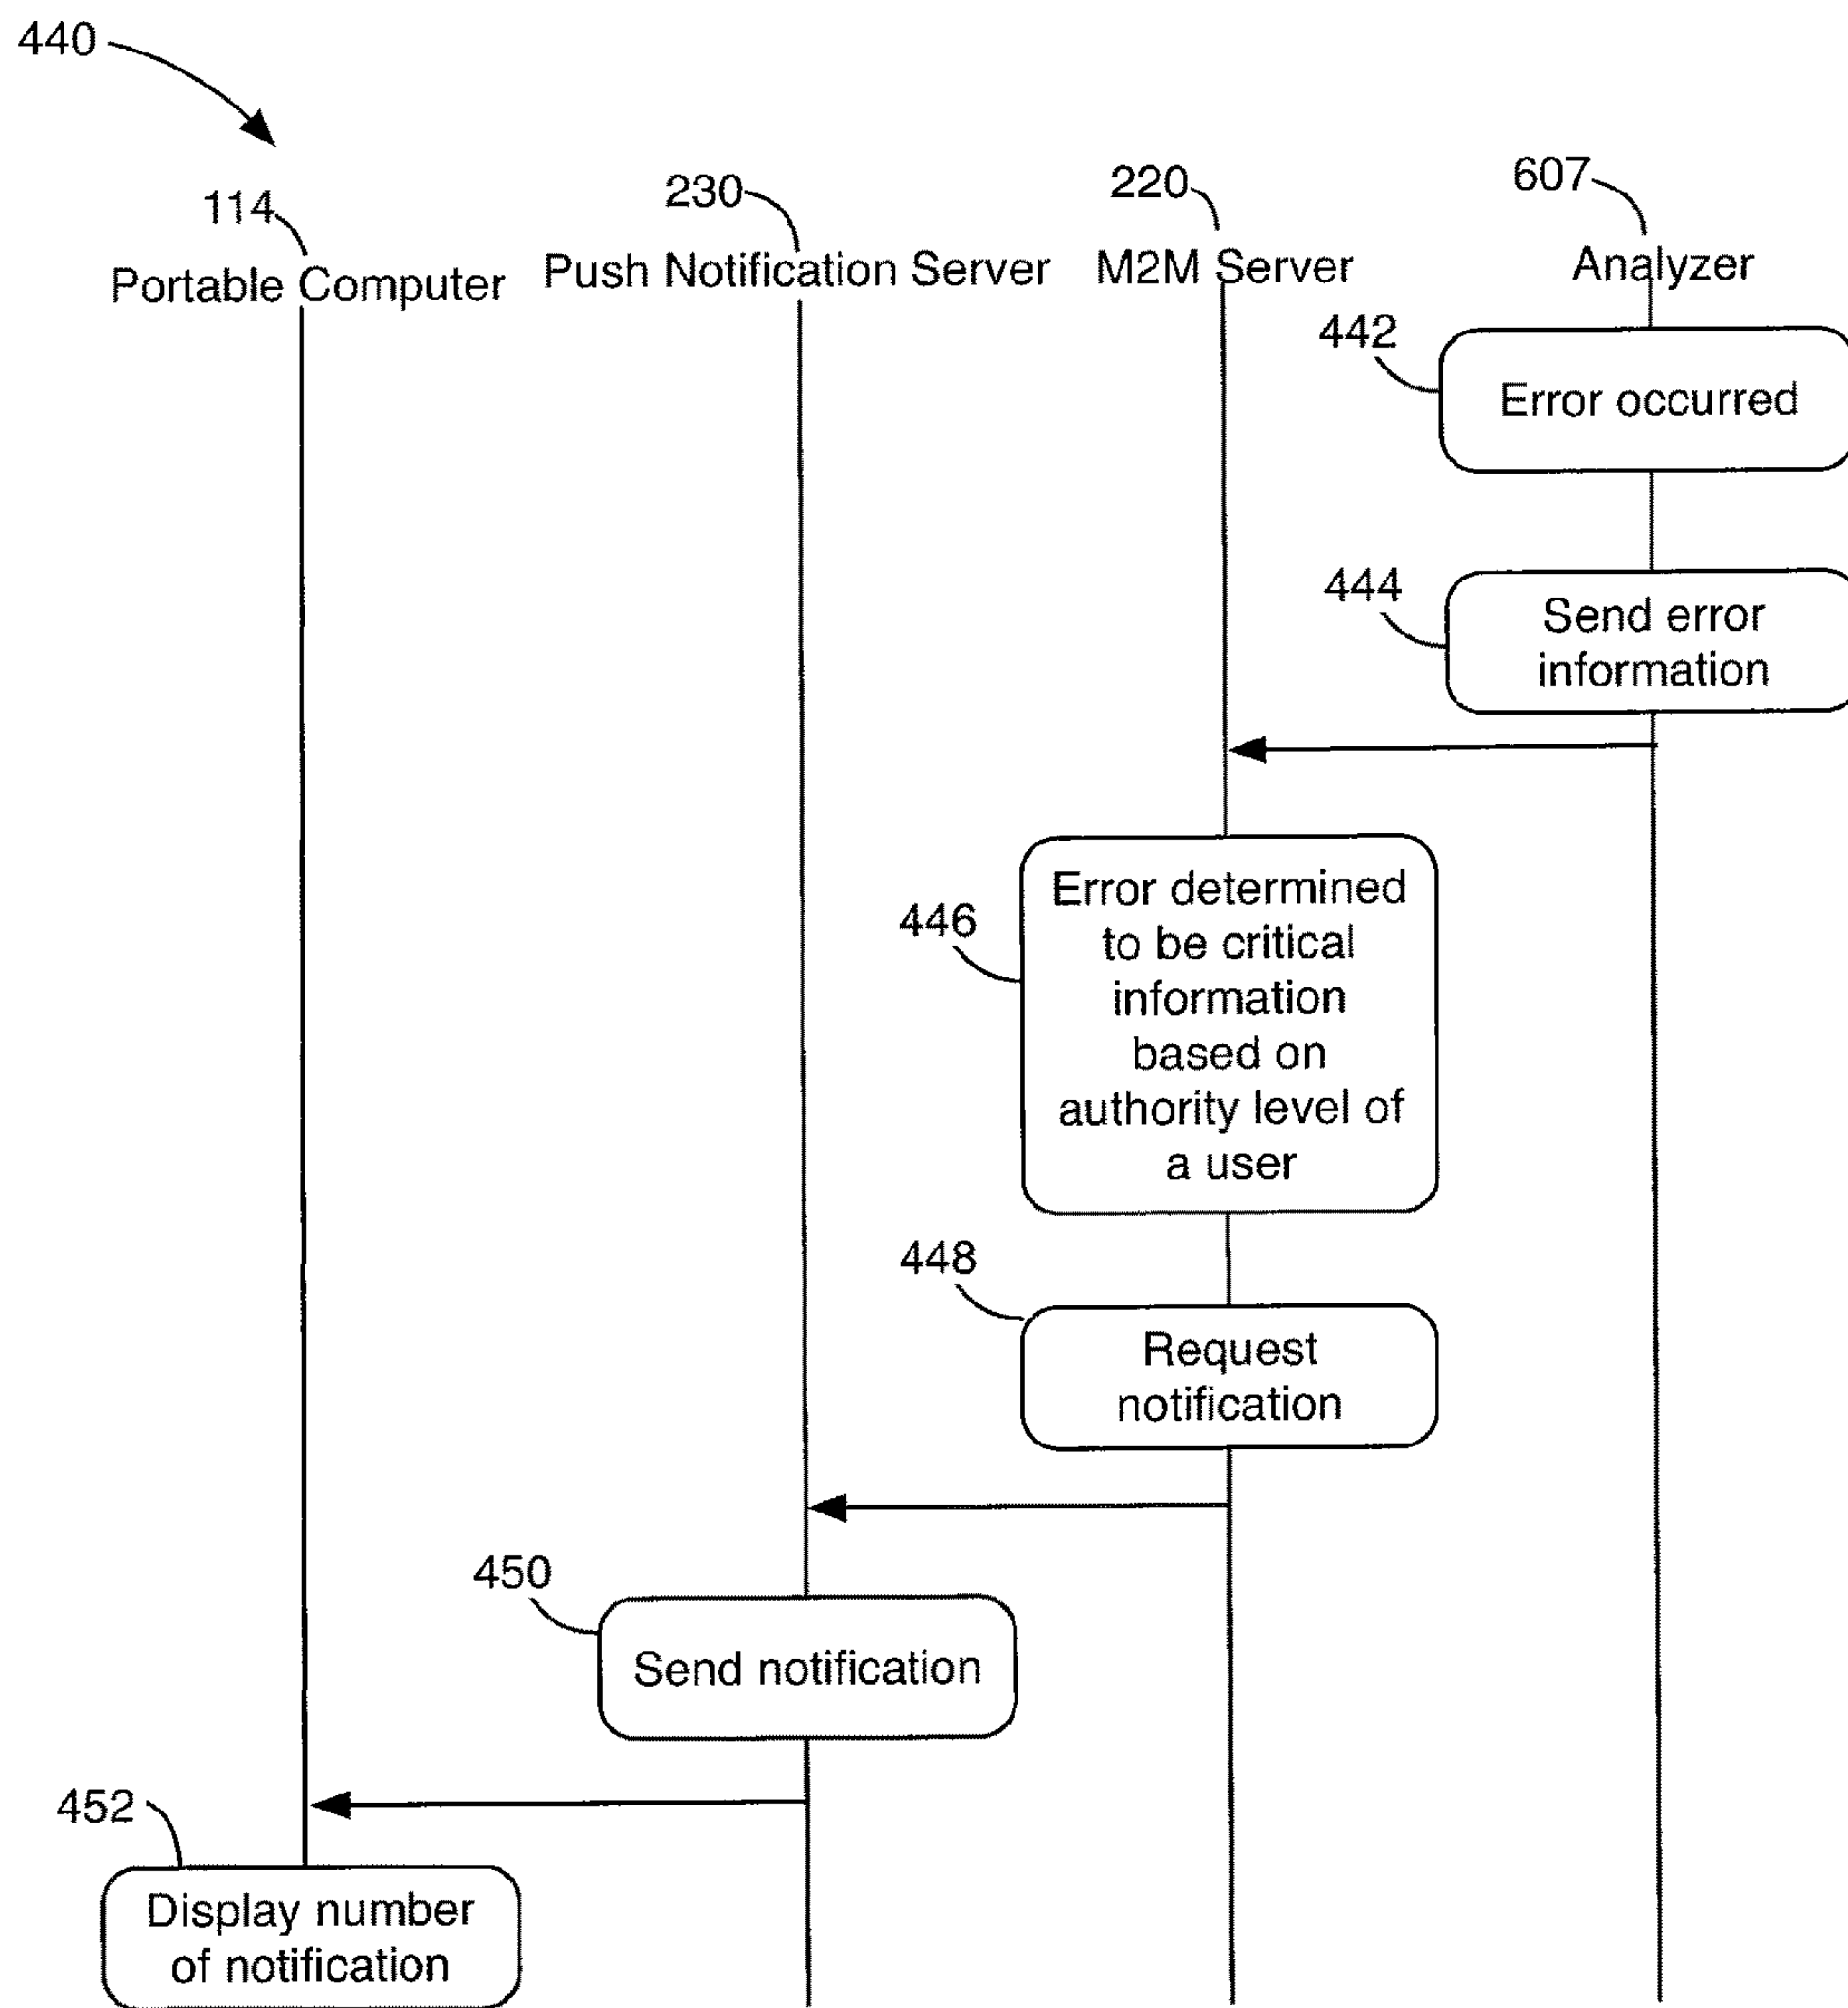 440
114
230
220
607
Portable Computer
Push Notification Server
M2M Server
Analyzer
442
Error occurred
444
Send error
information
446
Error determined
to be critical
information
based on
authority level of
a user
448
Request
notification
450
Send notification
452
Display number
of notification